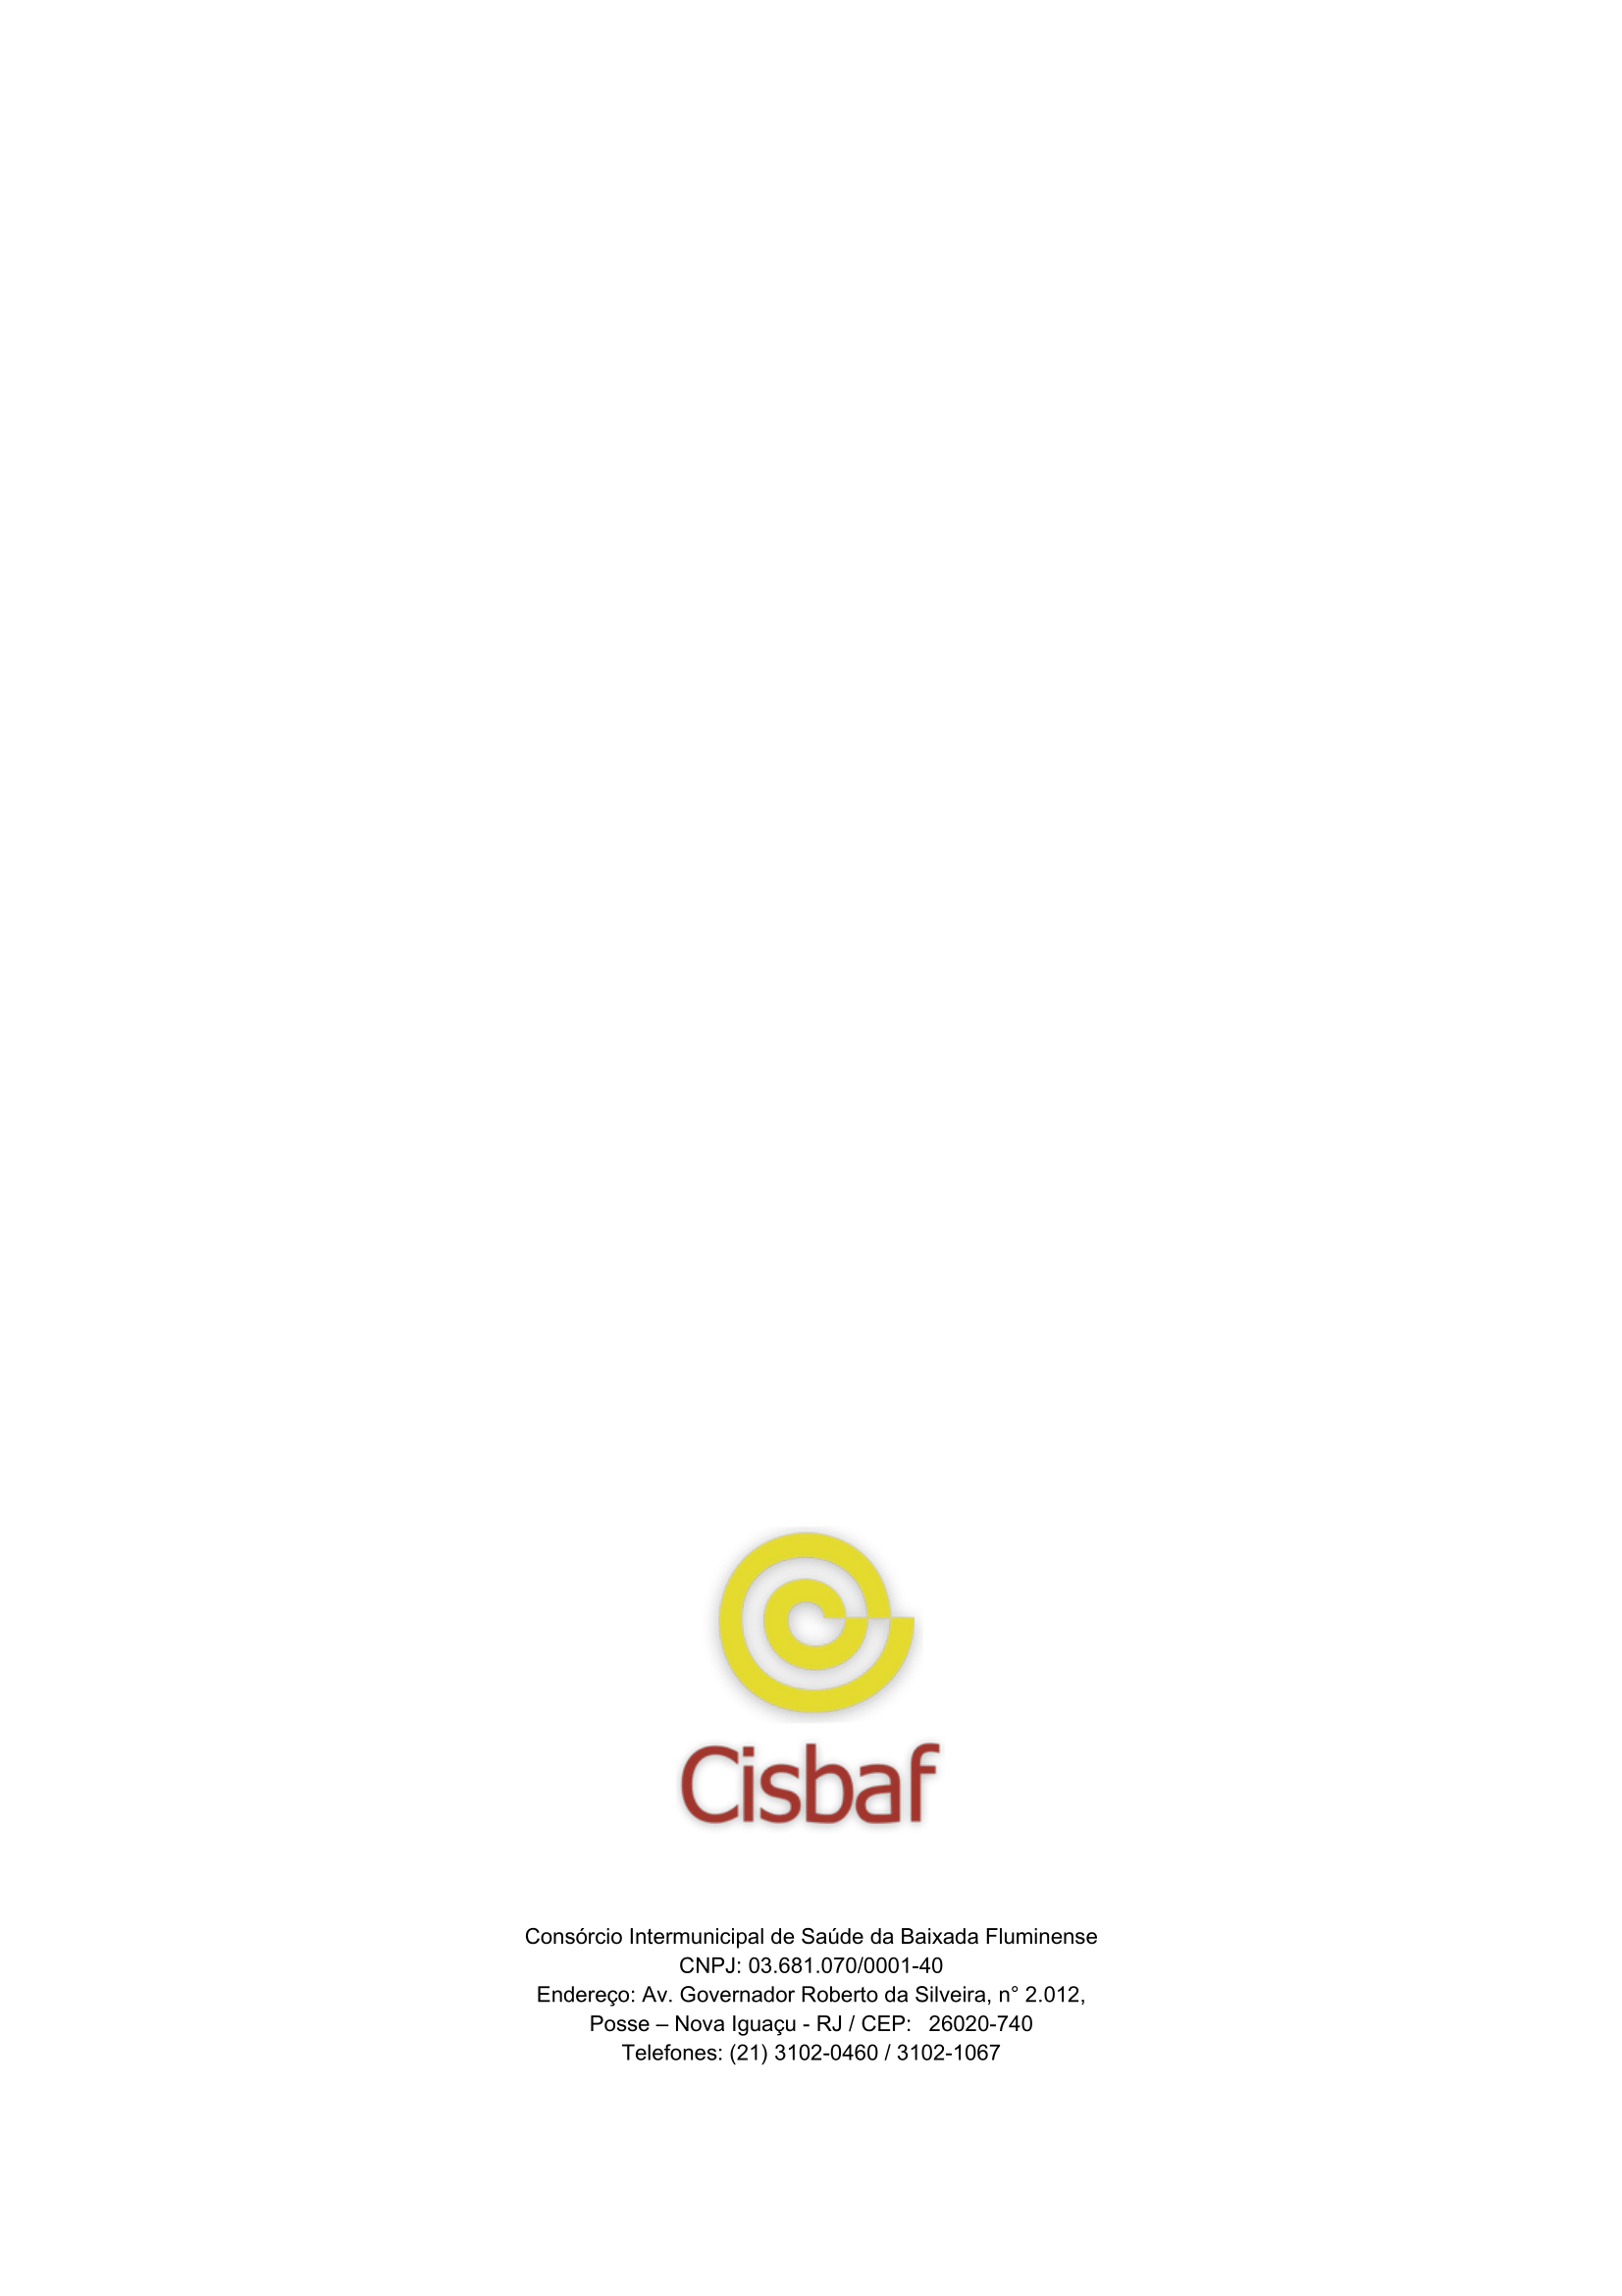 Cisbaf
Consórcio Intermunicipal de Saúde da Baixada Fluminense
CNPJ: 03.681.070/0001-40
Endereço: Av. Governador Roberto da Silveira, n° 2.012,
Posse – Nova Iguaçu - RJ / CEP: 26020-740
Telefones: (21) 3102-0460 / 3102-1067